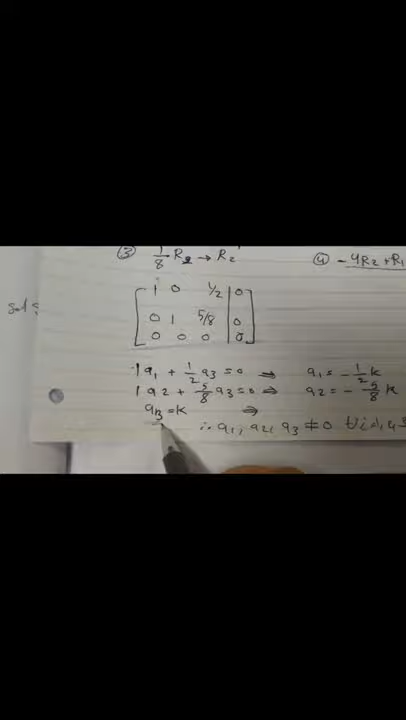 ③ 1/8 R2 → R2 ④ -4R2 + R1
1 0 1/2 | 0
0 1 5/8 | 0
0 0 0 | 0
1a1 + 1/2 a3 = 0 ⇒ a1 = - 1/2 k
1a2 + 5/8 a3 = 0 ⇒ a2 = - 5/8 k
a3 = k ⇒
∴ a1, a2, a3 ≠ 0